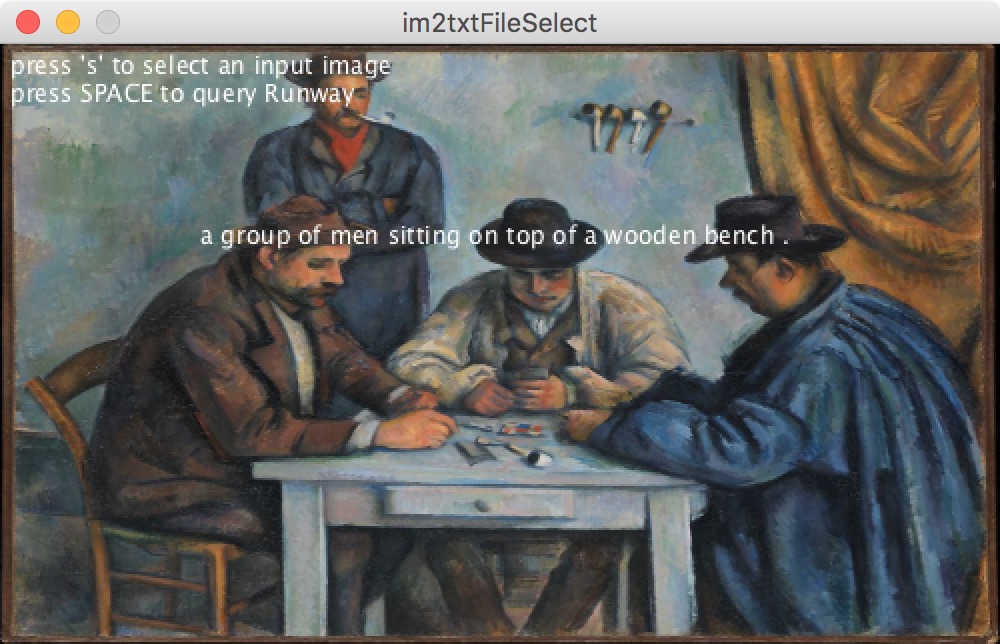 im2txtFileSelect
press 's' to select an input image
press SPACE to query Runway
a group of men sitting on top of a wooden bench .